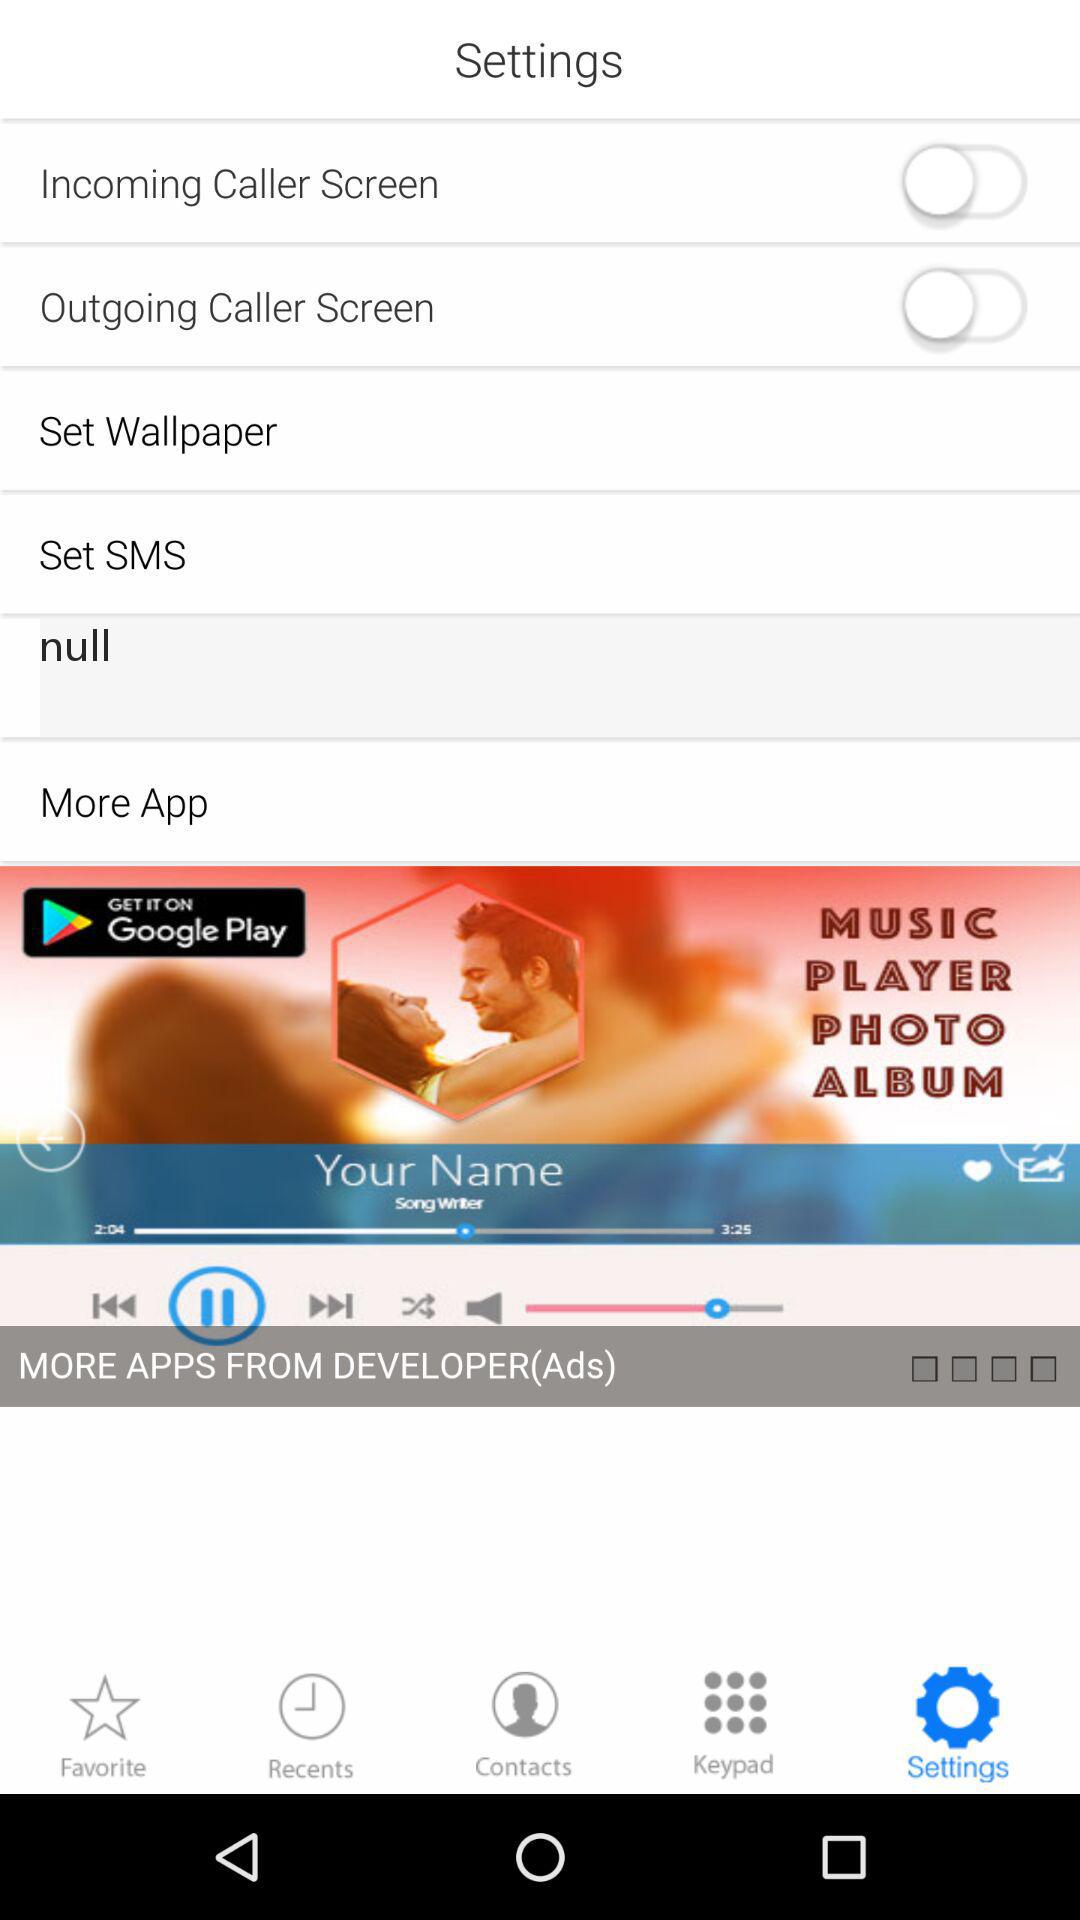 Settings
Incoming Caller Screen
Outgoing Caller Screen
Set Wallpaper
Set SMS
null
More App
GET IT ON
Google Play
MUSIC
PLAYER
PHOTO
ALBUM
Your Name
Song Writer
2:04 3:25
MORE APPS FROM DEVELOPER(Ads)
Favorite Recents Contacts Keypad Settings